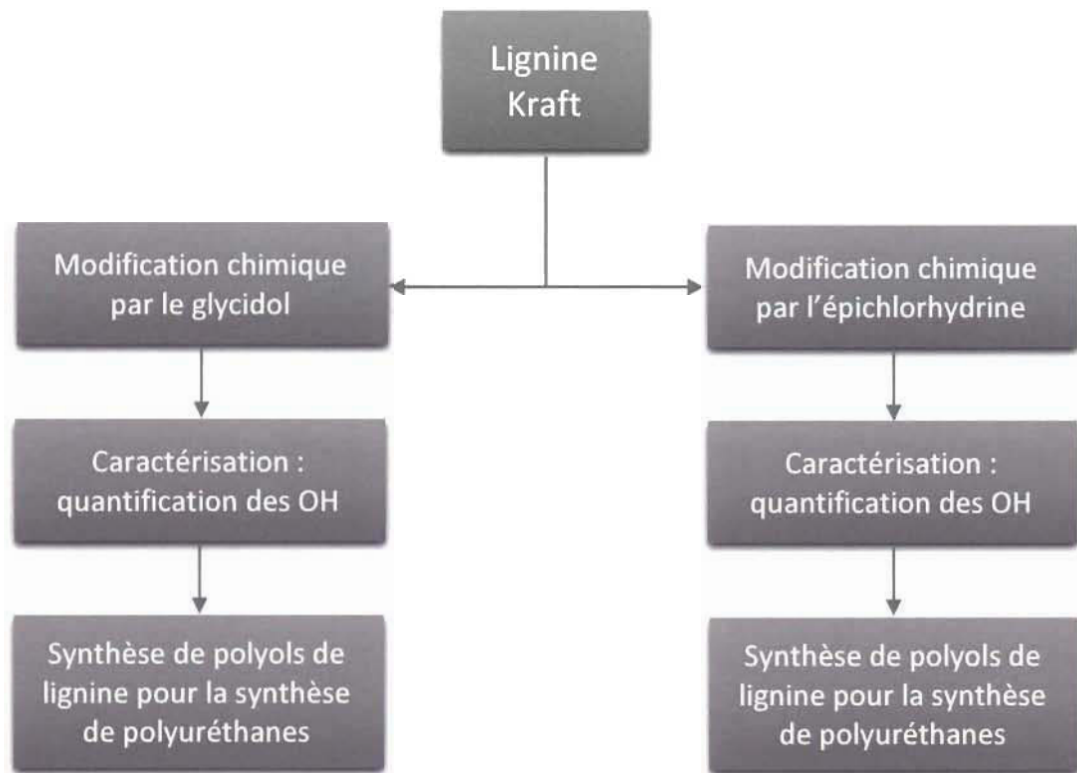 Lignine
Kraft
Modification chimique
par le glycidol
Caractérisation :
quantification des OH
Synthèse de polyols de
lignine pour la synthèse
de polyuréthanes
Modification chimique
par l'épichlorhydrine
Caractérisation :
quantification des OH
Synthèse de polyols de
lignine pour la synthèse
de polyuréthanes